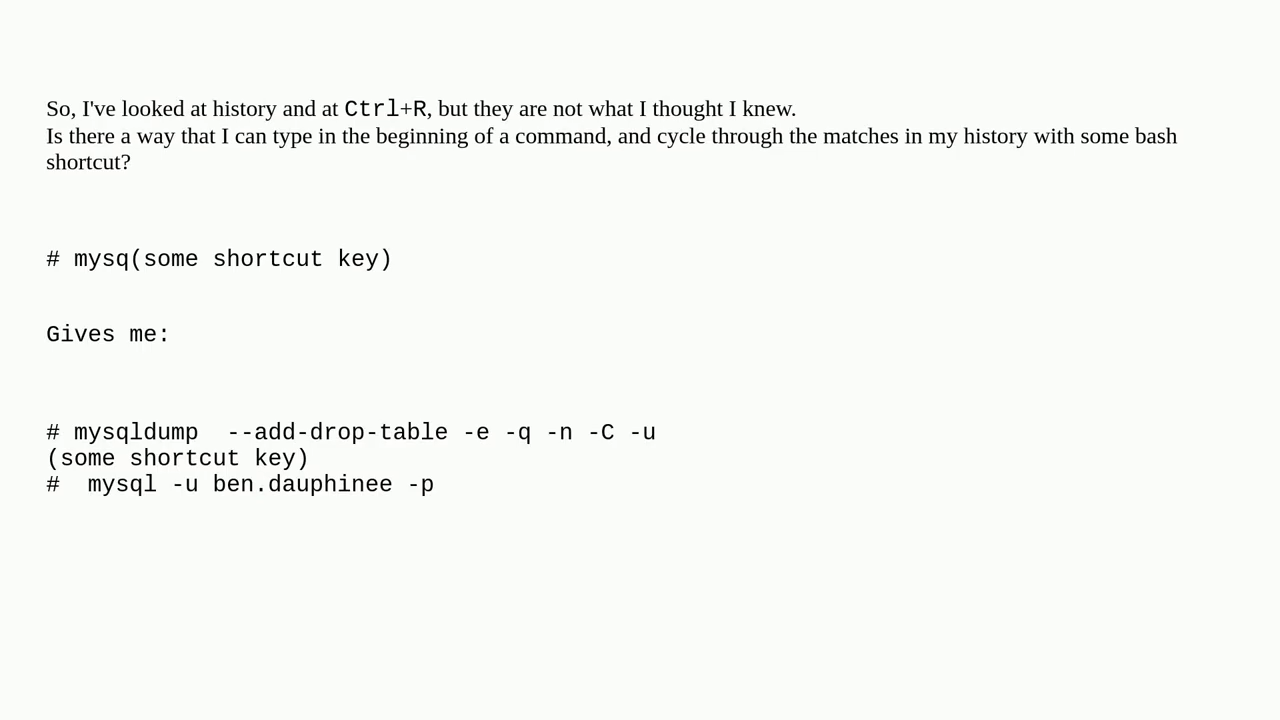 So, I've looked at history and at Ctrl+R, but they are not what I thought I knew.
Is there a way that I can type in the beginning of a command, and cycle through the matches in my history with some bash
shortcut?
# mysq(some shortcut key)
Gives me:
# mysqldump  --add-drop-table -e -q -n -C -u
(some shortcut key)
#  mysql -u ben.dauphinee -p